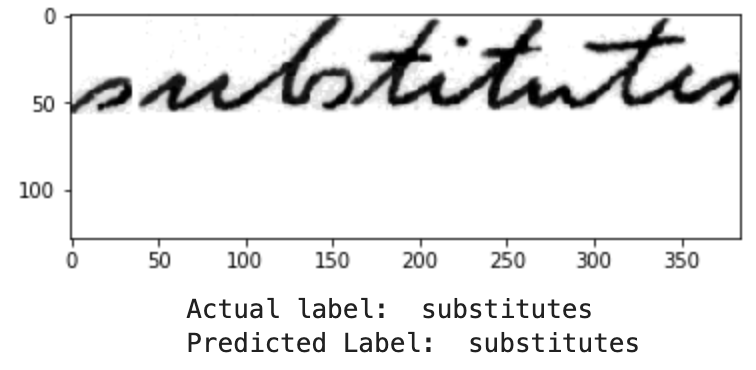 0
50
100
substitutes
0 50 100 150 200 250 300 350
Actual label: substitutes
Predicted Label: substitutes